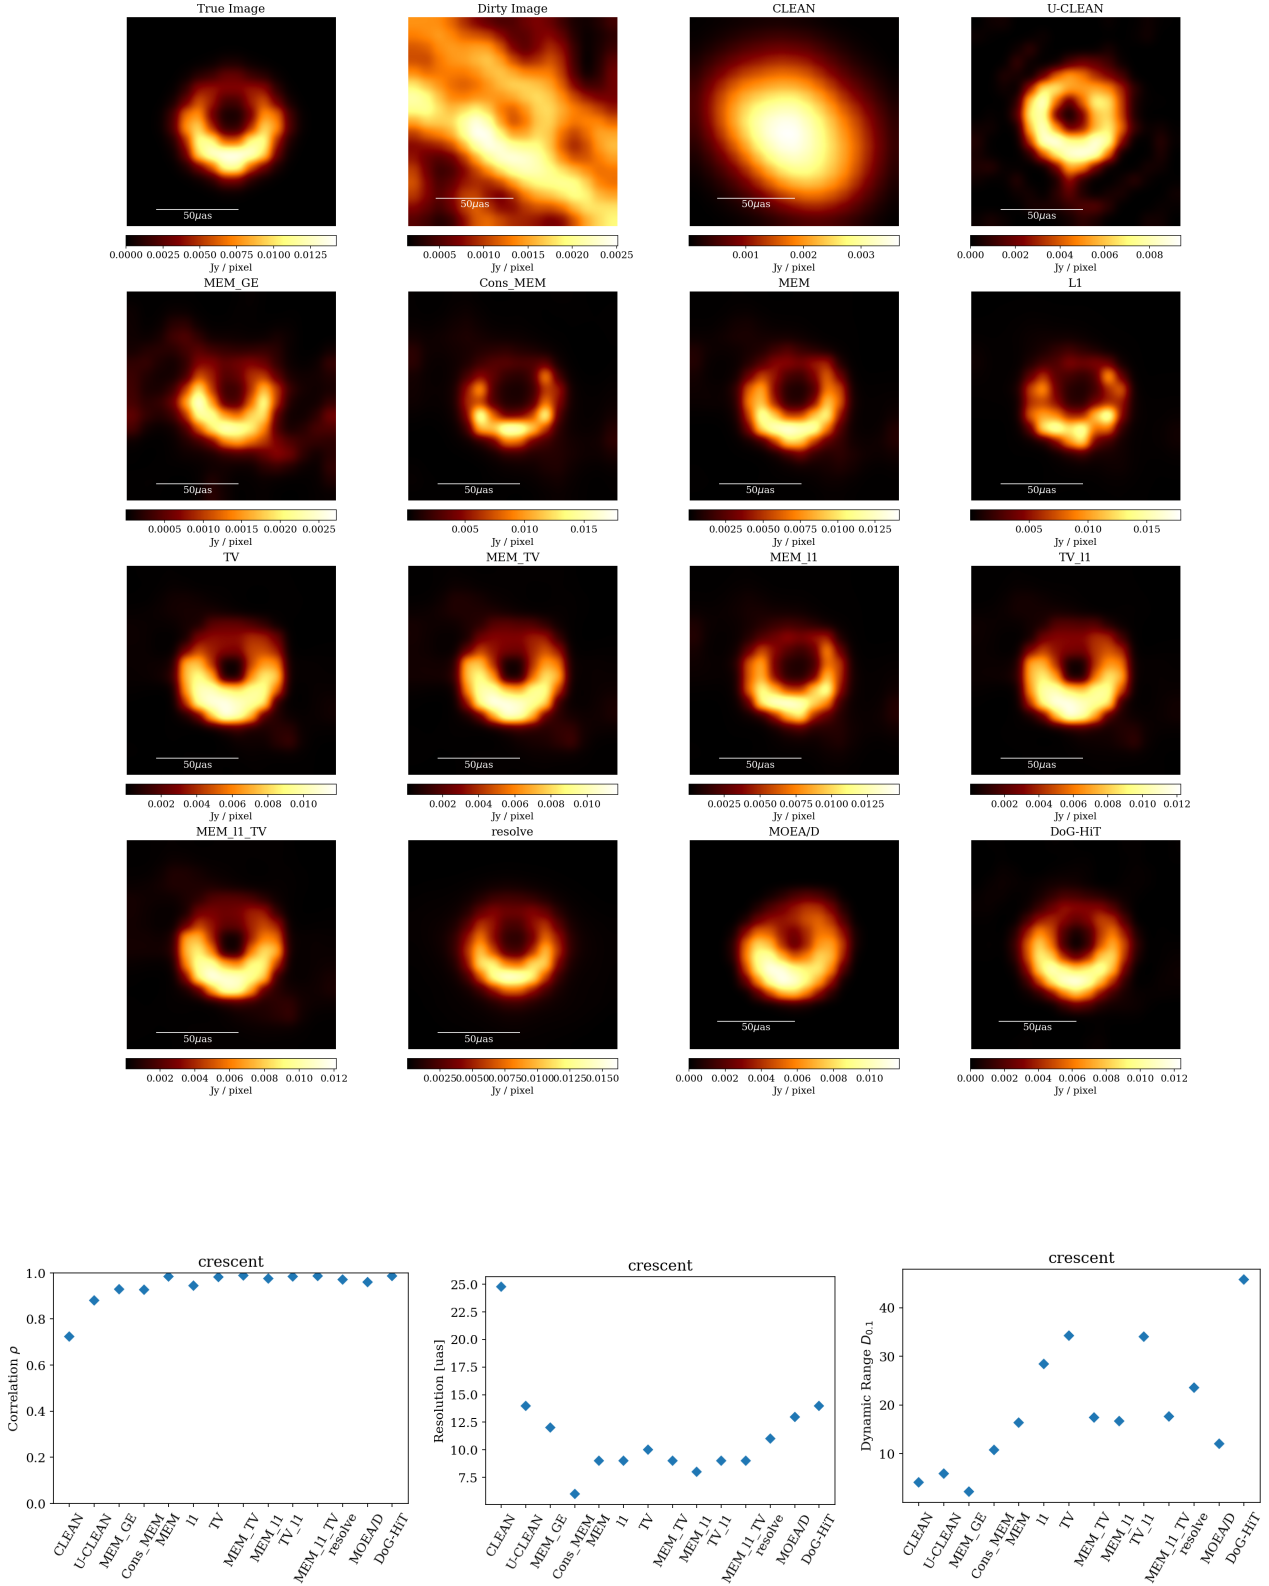 True Image
Dirty Image
CLEAN
U-CLEAN
50μas
50μas
50μas
50μas
0.0000 0.0025 0.0050 0.0075 0.0100 0.0125
0.0005 0.0010 0.0015 0.0020 0.0025
0.001 0.002 0.003
0.000 0.002 0.004 0.006 0.008
Jy / pixel
Jy / pixel
Jy / pixel
Jy / pixel
MEM_GE
Cons_MEM
MEM
L1
50μas
50μas
50μas
50μas
0.0005 0.0010 0.0015 0.0020 0.0025
0.005 0.010 0.015
0.0025 0.0050 0.0075 0.0100 0.0125
0.005 0.010 0.015
Jy / pixel
Jy / pixel
Jy / pixel
Jy / pixel
TV
MEM_TV
MEM_l1
TV_l1
50μas
50μas
50μas
50μas
0.002 0.004 0.006 0.008 0.010
0.002 0.004 0.006 0.008 0.010
0.0025 0.0050 0.0075 0.0100 0.0125
0.002 0.004 0.006 0.008 0.010 0.012
Jy / pixel
Jy / pixel
Jy / pixel
Jy / pixel
MEM_l1_TV
resolve
MOEA/D
DoG-HiT
50μas
50μas
50μas
50μas
0.002 0.004 0.006 0.008 0.010 0.012
0.0025 0.0050 0.0075 0.0100 0.0125 0.0150
0.000 0.002 0.004 0.006 0.008 0.010
0.000 0.002 0.004 0.006 0.008 0.010 0.012
Jy / pixel
Jy / pixel
Jy / pixel
Jy / pixel
crescent
Correlation ρ
1.0
0.8
0.6
0.4
0.2
0.0
CLEAN
U-CLEAN
MEM_GE
Cons_MEM
MEM
l1
TV
MEM_TV
MEM_l1
TV_l1
MEM_l1_TV
resolve
MOEA/D
DoG-HiT
crescent
Resolution [uas]
25.0
22.5
20.0
17.5
15.0
12.5
10.0
7.5
CLEAN
U-CLEAN
MEM_GE
Cons_MEM
MEM
l1
TV
MEM_TV
MEM_l1
TV_l1
MEM_l1_TV
resolve
MOEA/D
DoG-HiT
crescent
Dynamic Range D0.1
40
30
20
10
CLEAN
U-CLEAN
MEM_GE
Cons_MEM
MEM
l1
TV
MEM_TV
MEM_l1
TV_l1
MEM_l1_TV
resolve
MOEA/D
DoG-HiT